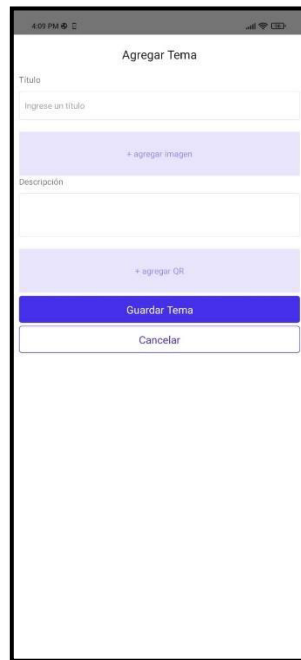 4:09 PM
Agregar Tema
Título
Ingrese un título
+ agregar imagen
Descripción
+ agregar QR
Guardar Tema
Cancelar